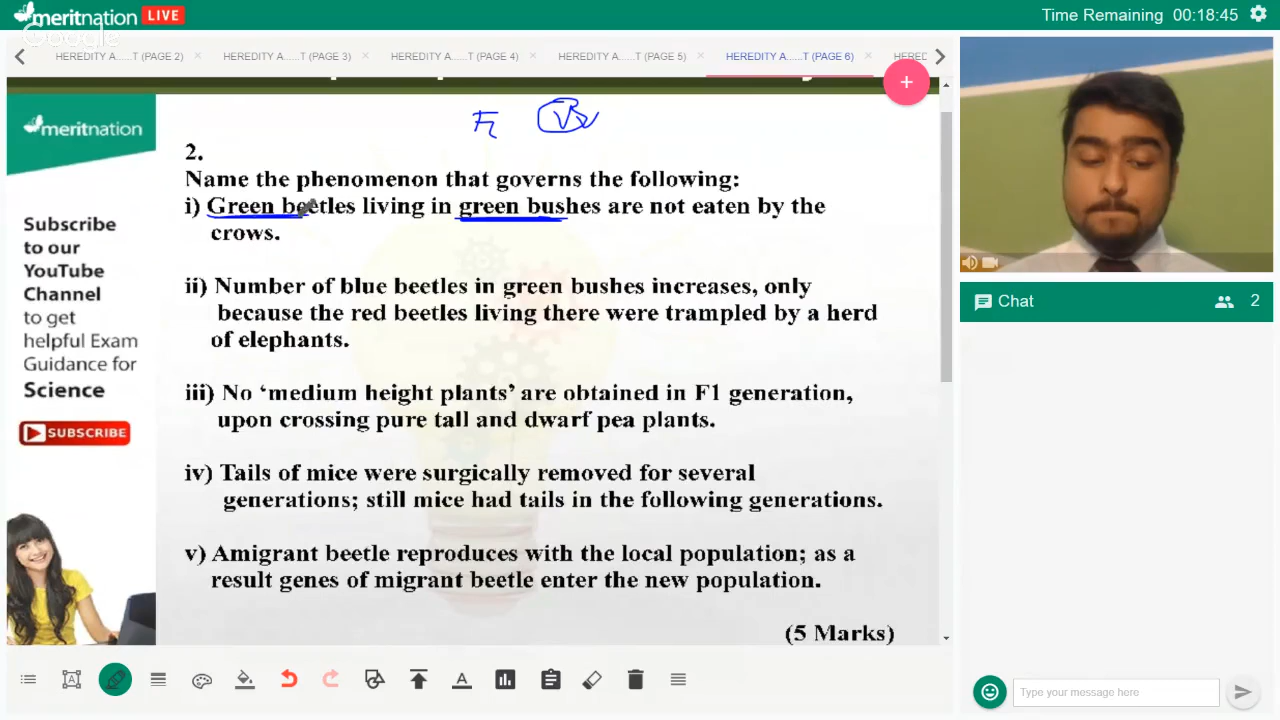 meritnation LIVE
Google
Time Remaining 00:18:45
HEREDITY A.....T (PAGE 2)
HEREDITY A.....T (PAGE 3)
HEREDITY A.....T (PAGE 4)
HEREDITY A.....T (PAGE 5)
HEREDITY A.....T (PAGE 6)
HERED
meritnation
F1
Vv
2.
Name the phenomenon that governs the following:
i) Green beetles living in green bushes are not eaten by the
crows.
ii) Number of blue beetles in green bushes increases, only
because the red beetles living there were trampled by a herd
of elephants.
iii) No ‘medium height plants’ are obtained in F1 generation,
upon crossing pure tall and dwarf pea plants.
iv) Tails of mice were surgically removed for several
generations; still mice had tails in the following generations.
v) Amigrant beetle reproduces with the local population; as a
result genes of migrant beetle enter the new population.
(5 Marks)
Subscribe
to our
YouTube
Channel
to get
helpful Exam
Guidance for
Science
SUBSCRIBE
Chat
2
Type your message here